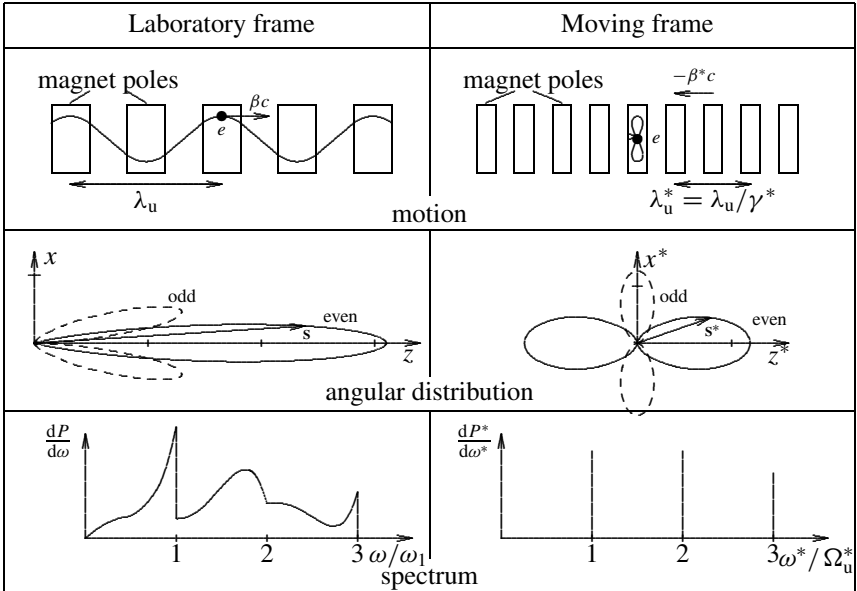 Laboratory frame
Moving frame
magnet poles
βc
e
λu
magnet poles
−β*c
e
λ*u = λu/γ*
motion
x
odd
even
s
z
x*
odd
even
s*
z*
angular distribution
dP/dω
1 2 3 ω/ω1
dP*/dω*
1 2 3 ω*/Ω*u
spectrum